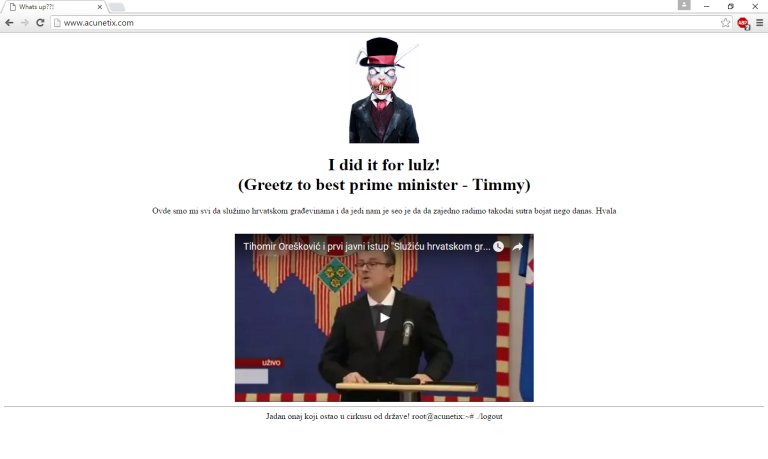 Whats up??!
www.acunetix.com
ABP
2
I did it for lulz!
(Greetz to best prime minister - Timmy)
Ovde smo mi svi da služimo hrvatskom građevinama i da jedi nam je seo je da da zajedno radimo takodai sutra bojat nego danas. Hvala
Tihomir Orešković i prvi javni istup "Služiću hrvatskom gr...
UŽIVO
Jadan onaj koji ostao u cirkusu od države! root@acunetix:~# ./logout